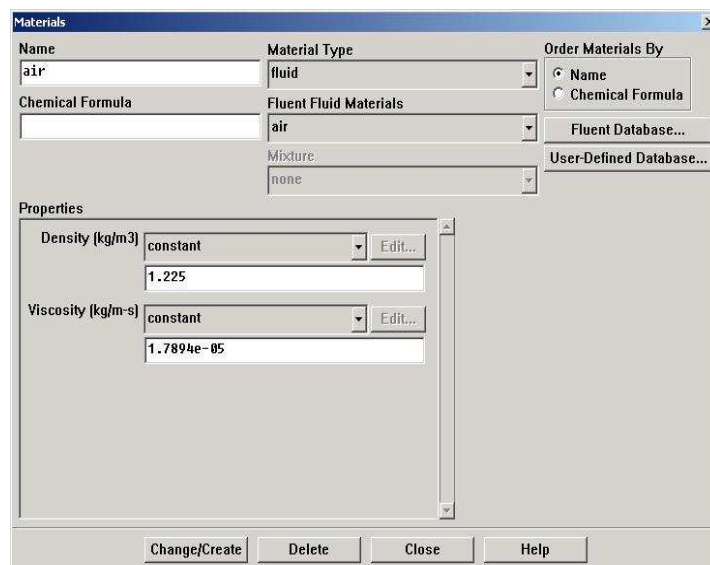 Materials
Name
air
Chemical Formula
Material Type
fluid
Fluent Fluid Materials
air
Mixture
none
Order Materials By
Name
Chemical Formula
Fluent Database...
User-Defined Database...
Properties
Density (kg/m3) constant Edit...
1.225
Viscosity (kg/m-s) constant Edit...
1.7894e-05
Change/Create Delete Close Help